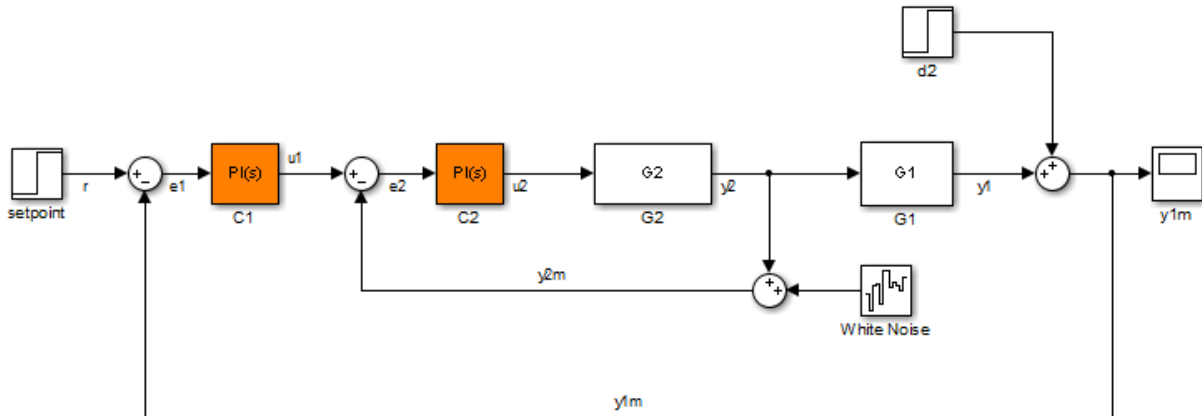 d2
r
setpoint
e1
PI(s)
C1
u1
e2
PI(s)
C2
u2
G2
G2
y2
G1
G1
y1
y1m
y2m
White Noise
y1m